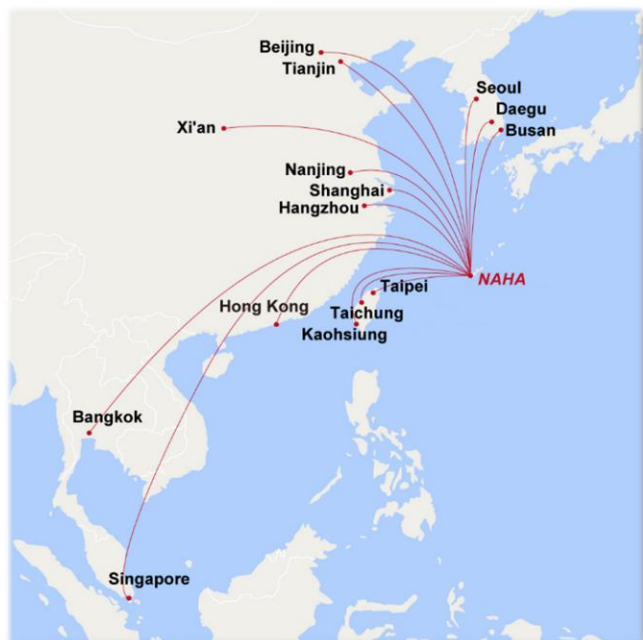 Beijing
Tianjin
Seoul
Daegu
Xi'an
Busan
Nanjing
Shanghai
Hangzhou
NAHA
Taipei
Hong Kong
Taichung
Kaohsiung
Bangkok
Singapore